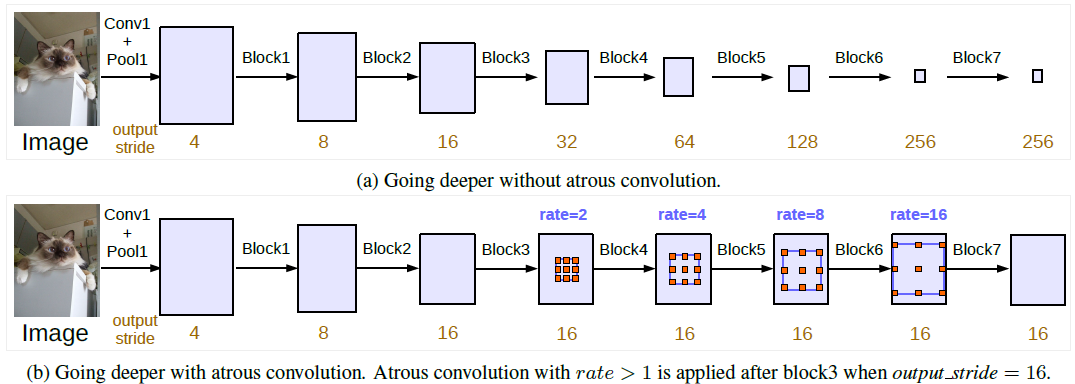 Conv1
+
Pool1
Block1
Block2
Block3
Block4
Block5
Block6
Block7
Image
output
stride
4
8
16
32
64
128
256
256
(a) Going deeper without atrous convolution.
rate=2
rate=4
rate=8
rate=16
Conv1
+
Pool1
Block1
Block2
Block3
Block4
Block5
Block6
Block7
Image
output
stride
4
8
16
16
16
16
16
16
(b) Going deeper with atrous convolution. Atrous convolution with rate > 1 is applied after block3 when output_stride = 16.